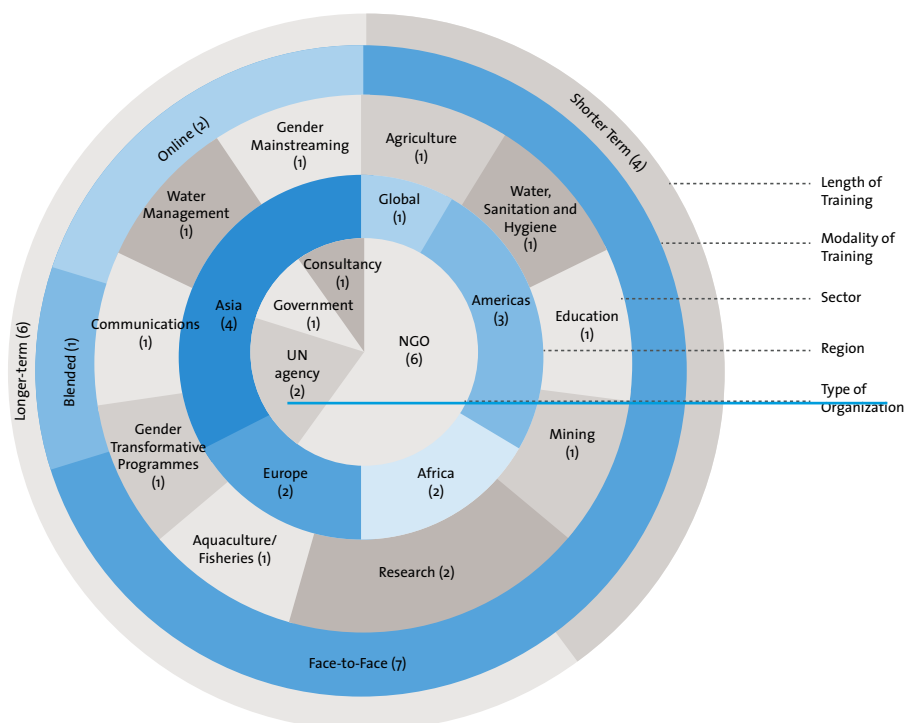 Shorter Term (4)
Online (2)
Gender
Mainstreaming
(1)
Agriculture
(1)
Water
Management
(1)
Water,
Sanitation and
Hygiene
(1)
Length of
Training
Global
(1)
Modality of
Training
Consultancy
(1)
Asia
(4)
Government
(1)
Americas
(3)
Sector
Communications
(1)
Education
(1)
Longer-term (6)
Blended (1)
NGO
(6)
Region
UN
agency
(2)
Type of
Organization
Gender
Transformative
Programmes
(1)
Mining
(1)
Europe
(2)
Africa
(2)
Aquaculture/
Fisheries (1)
Research (2)
Face-to-Face (7)